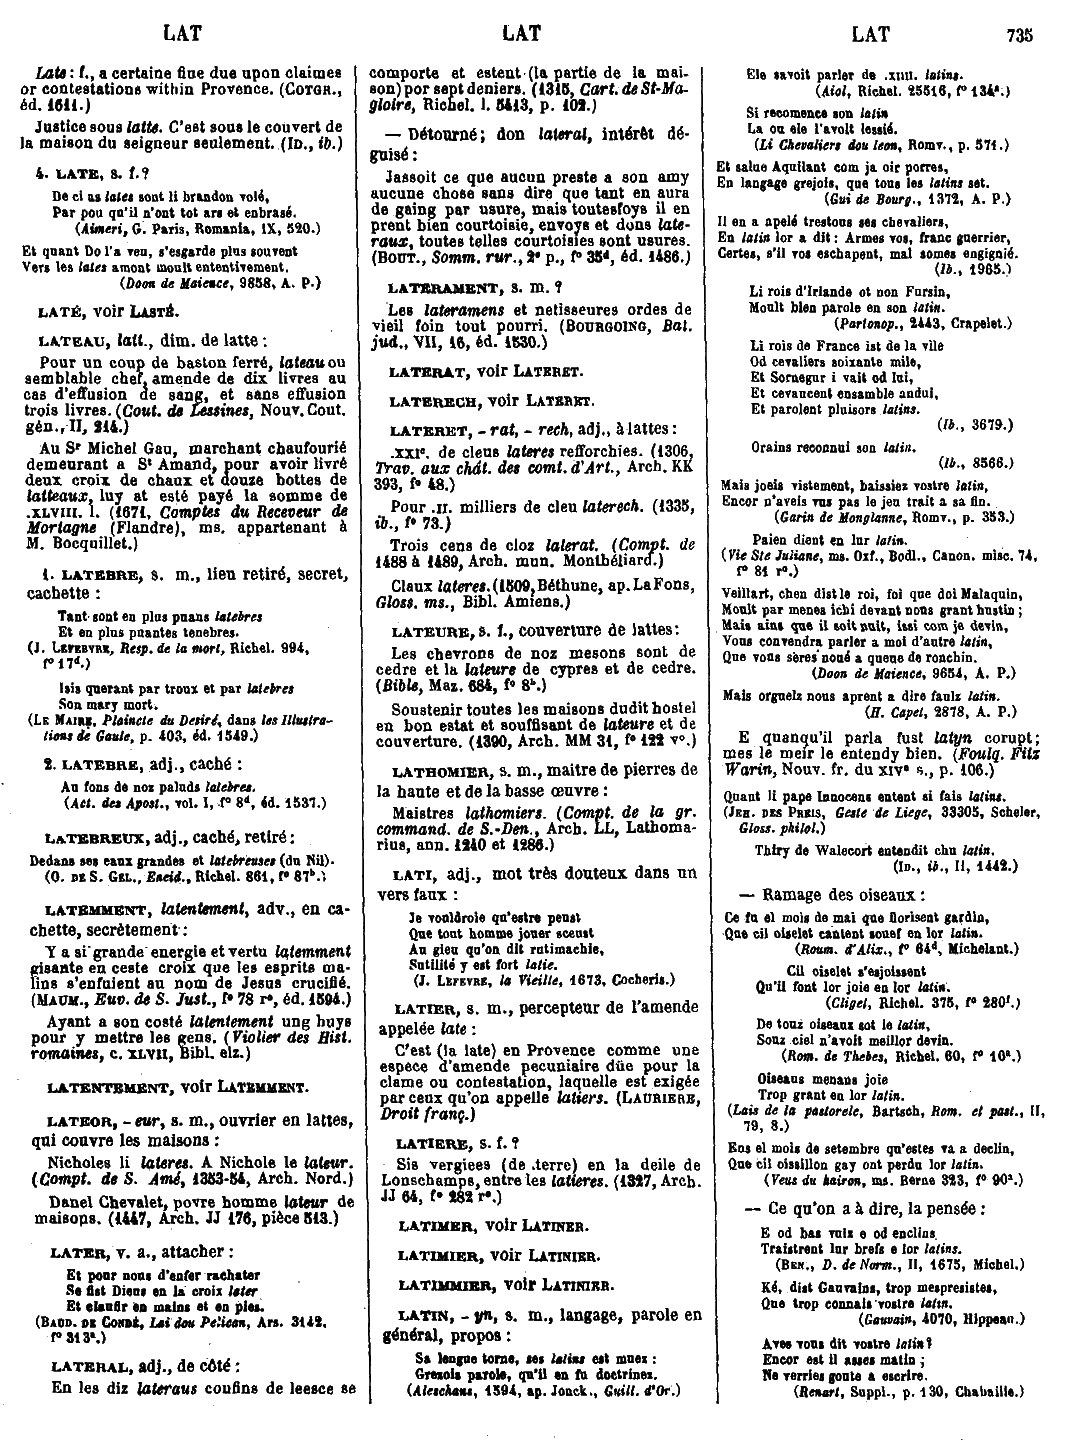 LAT
LAT
LAT
735
Late : f., a certaine fine due upon claimes
or contestations within Provence. (COTGR.,
éd. 1611.)
Justice sous latte. C'est sous le couvert de
la maison du seigneur seulement. (ID., ib.)
4. LATE, s. f.?
De ci as lates sont li brandon volé,
Par pou qu'il n'ont tot ars et enbrasé.
(Aimeri, G. Paris, Romania, IX, 520.)
Et quant Do l'a veu, s'esgarde plus souvent
Vers les lates amont moult ententivement.
(Doon de Maience, 9858, A. P.)
LATÉ, voir LASTÉ.
LATEAU, latt., dim. de latte :
Pour un coup de baston ferré, lateau ou
semblable chef, amende de dix livres au
cas d'effusion de sang, et sans effusion
trois livres. (Cout. de Lessines, Nouv. Cout.
gén., II, 214.)
Au Sr Michel Gau, marchant chaufourié
demeurant a St Amand, pour avoir livré
deux croix de chaux et douze bottes de
latteaux, luy at esté payé la somme de
.XLVIII. l. (1671, Comptes du Receveur de
Mortagne (Flandre), ms. appartenant à
M. Bocquillet.)
1. LATEBRE, s. m., lieu retiré, secret,
cachette :
Tant sont en plus puans latebres
Et en plus puantes tenebres.
(J. LEFEBVRE, Resp. de la mort, Richel. 994,
fº 17d.)
Isis querant par troux et par latebres
Son mary mort.
(LE MAIRE, Plaincte du Desiré, dans les Illustra-
tions de Gaule, p. 403, éd. 1549.)
2. LATEBRE, adj., caché :
Au fons de noz paluds latebres.
(Act. des Apost., vol. I, fº 8d, éd. 1537.)
LATEBREUX, adj., caché, retiré :
Dedans ses eaux grandes et latebreuses (du Nil).
(O. DE S. GEL., Eneid., Richel. 861, fº 87b.)
LATEMMENT, latentement, adv., en ca-
chette, secrètement :
Y a si grande energie et vertu latemment
gisante en ceste croix que les esprits ma-
lins s'enfuient au nom de Jesus crucifié.
(MAUM., Euv. de S. Just., fº 78 rº, éd. 1594.)
Ayant a son costé latentement ung huys
pour y mettre les gens. (Violier des Hist.
romaines, c. XLVII, Bibl. elz.)
LATENTEMENT, voir LATEMMENT.
LATEOR, - eur, s. m., ouvrier en lattes,
qui couvre les maisons :
Nicholes li lateres. A Nichole le lateur.
(Compt. de S. Amé, 1353-54, Arch. Nord.)
Danel Chevalet, povre homme lateur de
maisons. (1447, Arch. JJ 176, pièce 513.)
LATER, v. a., attacher :
Et pour nous d'enfer rachater
Se fist Dieus en la croix later
Et claufir en mains et en pies.
(BAUD. DE CONDÉ, Lai dou Pelican, Ars. 3142,
fº 313a.)
LATERAL, adj., de côté :
En les diz lateraus coufins de leesce se
comporte et estent (la partie de la mai-
son) por sept deniers. (1315, Cart. de St-Ma-
gloire, Richel. l. 5413, p. 102.)
— Détourné ; don lateral, intérêt dé-
guisé :
Jassoit ce que aucun preste a son amy
aucune chose sans dire que tant en aura
de gaing par usure, mais toutesfoys il en
prent bien courtoisie, envoys et dons late-
raux, toutes telles courtoisies sont usures.
(BOUT., Somm. rur., 2e p., fº 35d, éd. 1486.)
LATERAMENT, s. m. ?
Les lateramens et netisseures ordes de
vieil foin tout pourri. (BOURGOING, Bat.
jud., VII, 16, éd. 1530.)
LATERAT, voir LATERET.
LATERECH, voir LATERET.
LATERET, - rat, - rech, adj., à lattes :
.XXIe. de cleus lateres refforchies. (1306,
Trav. aux chât. des comt. d'Art., Arch. KK
393, fº 48.)
Pour .II. milliers de cleu laterech. (1335,
ib., fº 73.)
Trois cens de cloz laterat. (Compt. de
1488 à 1489, Arch. mun. Montbéliard.)
Claux lateres. (1509, Béthune, ap. La Fons,
Gloss. ms., Bibl. Amiens.)
LATEURE, s. f., couverture de lattes :
Les chevrons de noz mesons sont de
cedre et la lateure de cypres et de cedre.
(Bible, Maz. 684, fº 8b.)
Soustenir toutes les maisons dudit hostel
en bon estat et souffisant de lateure et de
couverture. (1390, Arch. MM 31, fº 122 vº.)
LATHOMIER, s. m., maitre de pierres de
la haute et de la basse œuvre :
Maistres lathomiers. (Compt. de la gr.
command. de S.-Den., Arch. LL, Lathoma-
rius, ann. 1240 et 1286.)
LATI, adj., mot très douteux dans un
vers faux :
Je vouldroie qu'estre peust
Que tout homme jouer sceust
Au gieu qu'on dit rutimachie,
Sutilité y est fort latie.
(J. LEFEVRE, la Vieille, 1673, Cocheris.)
LATIER, s. m., percepteur de l'amende
appelée late :
C'est (la late) en Provence comme une
espece d'amende pecuniaire dûe pour la
clame ou contestation, laquelle est exigée
par ceux qu'on appelle latiers. (LAURIERE,
Droit franç.)
LATIERE, s. f. ?
Sis vergiees (de terre) en la deile de
Lonschamps, entre les latieres. (1327, Arch.
JJ 64, fº 282 rº.)
LATIMER, voir LATINER.
LATIMIER, voir LATINIER.
LATIMMIER, voir LATINIER.
LATIN, - yn, s. m., langage, parole en
général, propos :
Sa lengue torne, ses latins est muez :
Grezois parole, qu'il en fu doctrinez.
(Aleschans, 1594, ap. Jonck., Guill. d'Or.)
Ele savoit parler de .xiiii. latins.
(Aiol, Richel. 25516, fº 134a.)
Si recomence son latin
La ou ele l'avoit lessié.
(Li Chevaliers dou leon, Romv., p. 571.)
Et salue Aquilant com ja oir porres,
En langage grejois, que tous les latins set.
(Gui de Bourg., 1372, A. P.)
Il en a apelé trestous ses chevaliers,
En latin lor a dit : Armes vos, franc guerrier,
Certes, s'il vos eschapent, mal somes engignié.
(Ib., 1965.)
Li rois d'Irlande ot non Fursin,
Moult bien parole en son latin.
(Partonop., 2443, Crapelet.)
Li rois de France ist de la vile
Od cevaliers soixante mile,
Et Sornegur i vait od lui,
Et cevaucent ensamble andui,
Et parolent pluisors latins.
(Ib., 3679.)
Orains reconnui son latin.
(Ib., 8566.)
Mais joeis vistement, baissiez vostre latin,
Encor n'aveis vus pas le jeu trait a sa fin.
(Garin de Monglanne, Romv., p. 353.)
Paien dient en lur latin.
(Vie Ste Juliane, ms. Oxf., Bodl., Canon. misc. 74,
fº 81 rº.)
Veillart, chen dist le roi, foi que doi Malaquin,
Moult par menes ichi devant nous grant hustin ;
Mais ains que il soit nuit, issi com je devin,
Vous convendra parler a moi d'autre latin,
Que vous sères noué a queue de ronchin.
(Doon de Maience, 9654, A. P.)
Mais orguelz nous aprent a dire faulz latin.
(H. Capet, 2878, A. P.)
E quanqu'il parla fust latyn corupt ;
mes le meir le entendy bien. (Foulq. Fitz
Warin, Nouv. fr. du XIVe s., p. 106.)
Quant li pape Innocens entent si fais latins.
(JEH. DES PREIS, Geste de Liege, 33305, Scheler,
Gloss. philol.)
Thiry de Walecort entendit chu latin.
(ID., ib., II, 1442.)
— Ramage des oiseaux :
Ce fu el mois de mai que florisent gardin,
Que cil oiselet cantent souef en lor latin.
(Roum. d'Alix., fº 64d, Michelant.)
Cil oiselet s'esjoissent
Qu'il font lor joie en lor latin.
(Cliget, Richel. 375, fº 280f.)
De touz oiseaux sot le latin,
Souz ciel n'avoit meillor devin.
(Rom. de Thebes, Richel. 60, fº 10a.)
Oiseaus menans joie
Trop grant en lor latin.
(Lais de la pastorele, Bartsch, Rom. et past., II,
79, 8.)
Ens el mois de setembre qu'estes va a declin,
Que cil oissillon gay ont perdu lor latin.
(Veus du hairon, ms. Berne 323, fº 90a.)
— Ce qu'on a à dire, la pensée :
E od bas vuiz e od enclins
Traistrent lur brefs e lor latins.
(BEN., D. de Norm., II, 1675, Michel.)
Ké, dist Gauvains, trop mespresistes,
Que trop connais vostre latin.
(Gauvain, 4070, Hippeau.)
Aves vous dit vostre latin ?
Encor est il asses matin ;
Ne verries goute a escrire.
(Renart, Suppl., p. 130, Chabaille.)